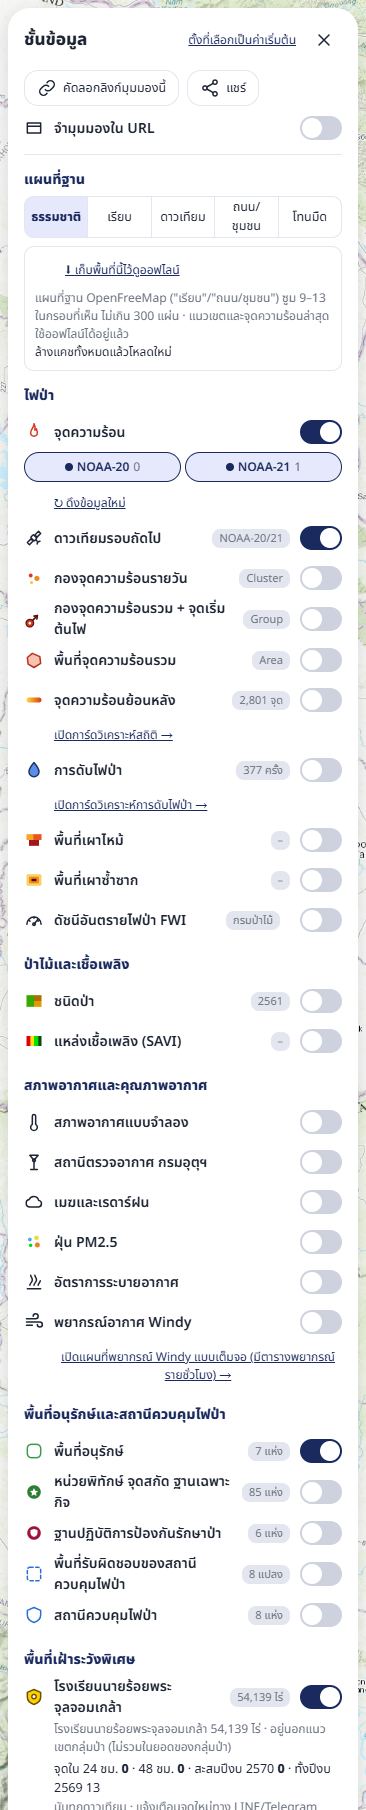 ชั้นข้อมูล
ตั้งที่เลือกเป็นค่าเริ่มต้น
คัดลอกลิงก์มุมมองนี้
แชร์
จำมุมมองใน URL
แผนที่ฐาน
ธรรมชาติ
เรียบ
ดาวเทียม
ถนน/
ชุมชน
โทนมืด
⬇ เก็บพื้นที่นี้ไว้ดูออฟไลน์
แผนที่ฐาน OpenFreeMap ("เรียบ"/"ถนน/ชุมชน") ซูม 9–13
ในกรอบที่เห็น ไม่เกิน 300 แผ่น · แนวเขตและจุดความร้อนล่าสุด
ใช้ออฟไลน์ได้อยู่แล้ว
ล้างแคชทั้งหมดแล้วโหลดใหม่
ไฟป่า
จุดความร้อน
NOAA-20 0
NOAA-21 1
↻ ดึงข้อมูลใหม่
ดาวเทียมรอบถัดไป
NOAA-20/21
กองจุดความร้อนรายวัน
Cluster
กองจุดความร้อนรวม + จุดเริ่ม
ต้นไฟ
Group
พื้นที่จุดความร้อนรวม
Area
จุดความร้อนย้อนหลัง
2,801 จุด
เปิดการ์ดวิเคราะห์สถิติ →
การดับไฟป่า
377 ครั้ง
เปิดการ์ดวิเคราะห์การดับไฟป่า →
พื้นที่เผาไหม้
–
พื้นที่เผาซ้ำซาก
–
ดัชนีอันตรายไฟป่า FWI
กรมป่าไม้
ป่าไม้และเชื้อเพลิง
ชนิดป่า
2561
แหล่งเชื้อเพลิง (SAVI)
–
สภาพอากาศและคุณภาพอากาศ
สภาพอากาศแบบจำลอง
สถานีตรวจอากาศ กรมอุตุฯ
เมฆและเรดาร์ฝน
ฝุ่น PM2.5
อัตราการระบายอากาศ
พยากรณ์อากาศ Windy
เปิดแผนที่พยากรณ์ Windy แบบเต็มจอ (มีตารางพยากรณ์
รายชั่วโมง) →
พื้นที่อนุรักษ์และสถานีควบคุมไฟป่า
พื้นที่อนุรักษ์
7 แห่ง
หน่วยพิทักษ์ จุดสกัด ฐานเฉพาะ
กิจ
85 แห่ง
ฐานปฏิบัติการป้องกันรักษาป่า
6 แห่ง
พื้นที่รับผิดชอบของสถานี
ควบคุมไฟป่า
8 แปลง
สถานีควบคุมไฟป่า
8 แห่ง
พื้นที่เฝ้าระวังพิเศษ
โรงเรียนนายร้อยพระ
จุลจอมเกล้า
54,139 ไร่
โรงเรียนนายร้อยพระจุลจอมเกล้า 54,139 ไร่ · อยู่นอกแนว
เขตกลุ่มป่า (ไม่รวมในยอดของกลุ่มป่า)
จุดใน 24 ชม. 0 · 48 ชม. 0 · สะสมปีงบ 2570 0 · ทั้งปีงบ
2569 13
นับทุกดาวเทียม · แจ้งเตือนจุดใหม่ทาง LINE/Telegram